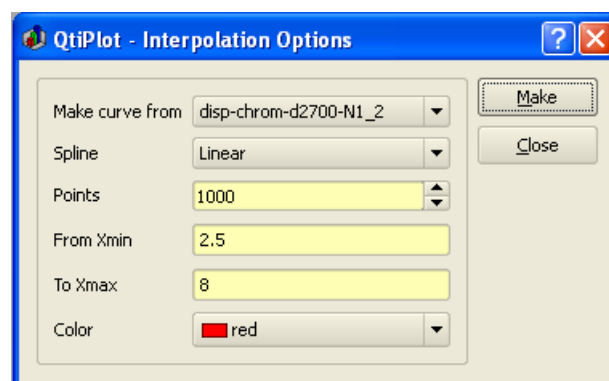 QtiPlot - Interpolation Options
Make curve from disp-chrom-d2700-N1_2
Make
Spline Linear
Close
Points 1000
From Xmin 2.5
To Xmax 8
Color red